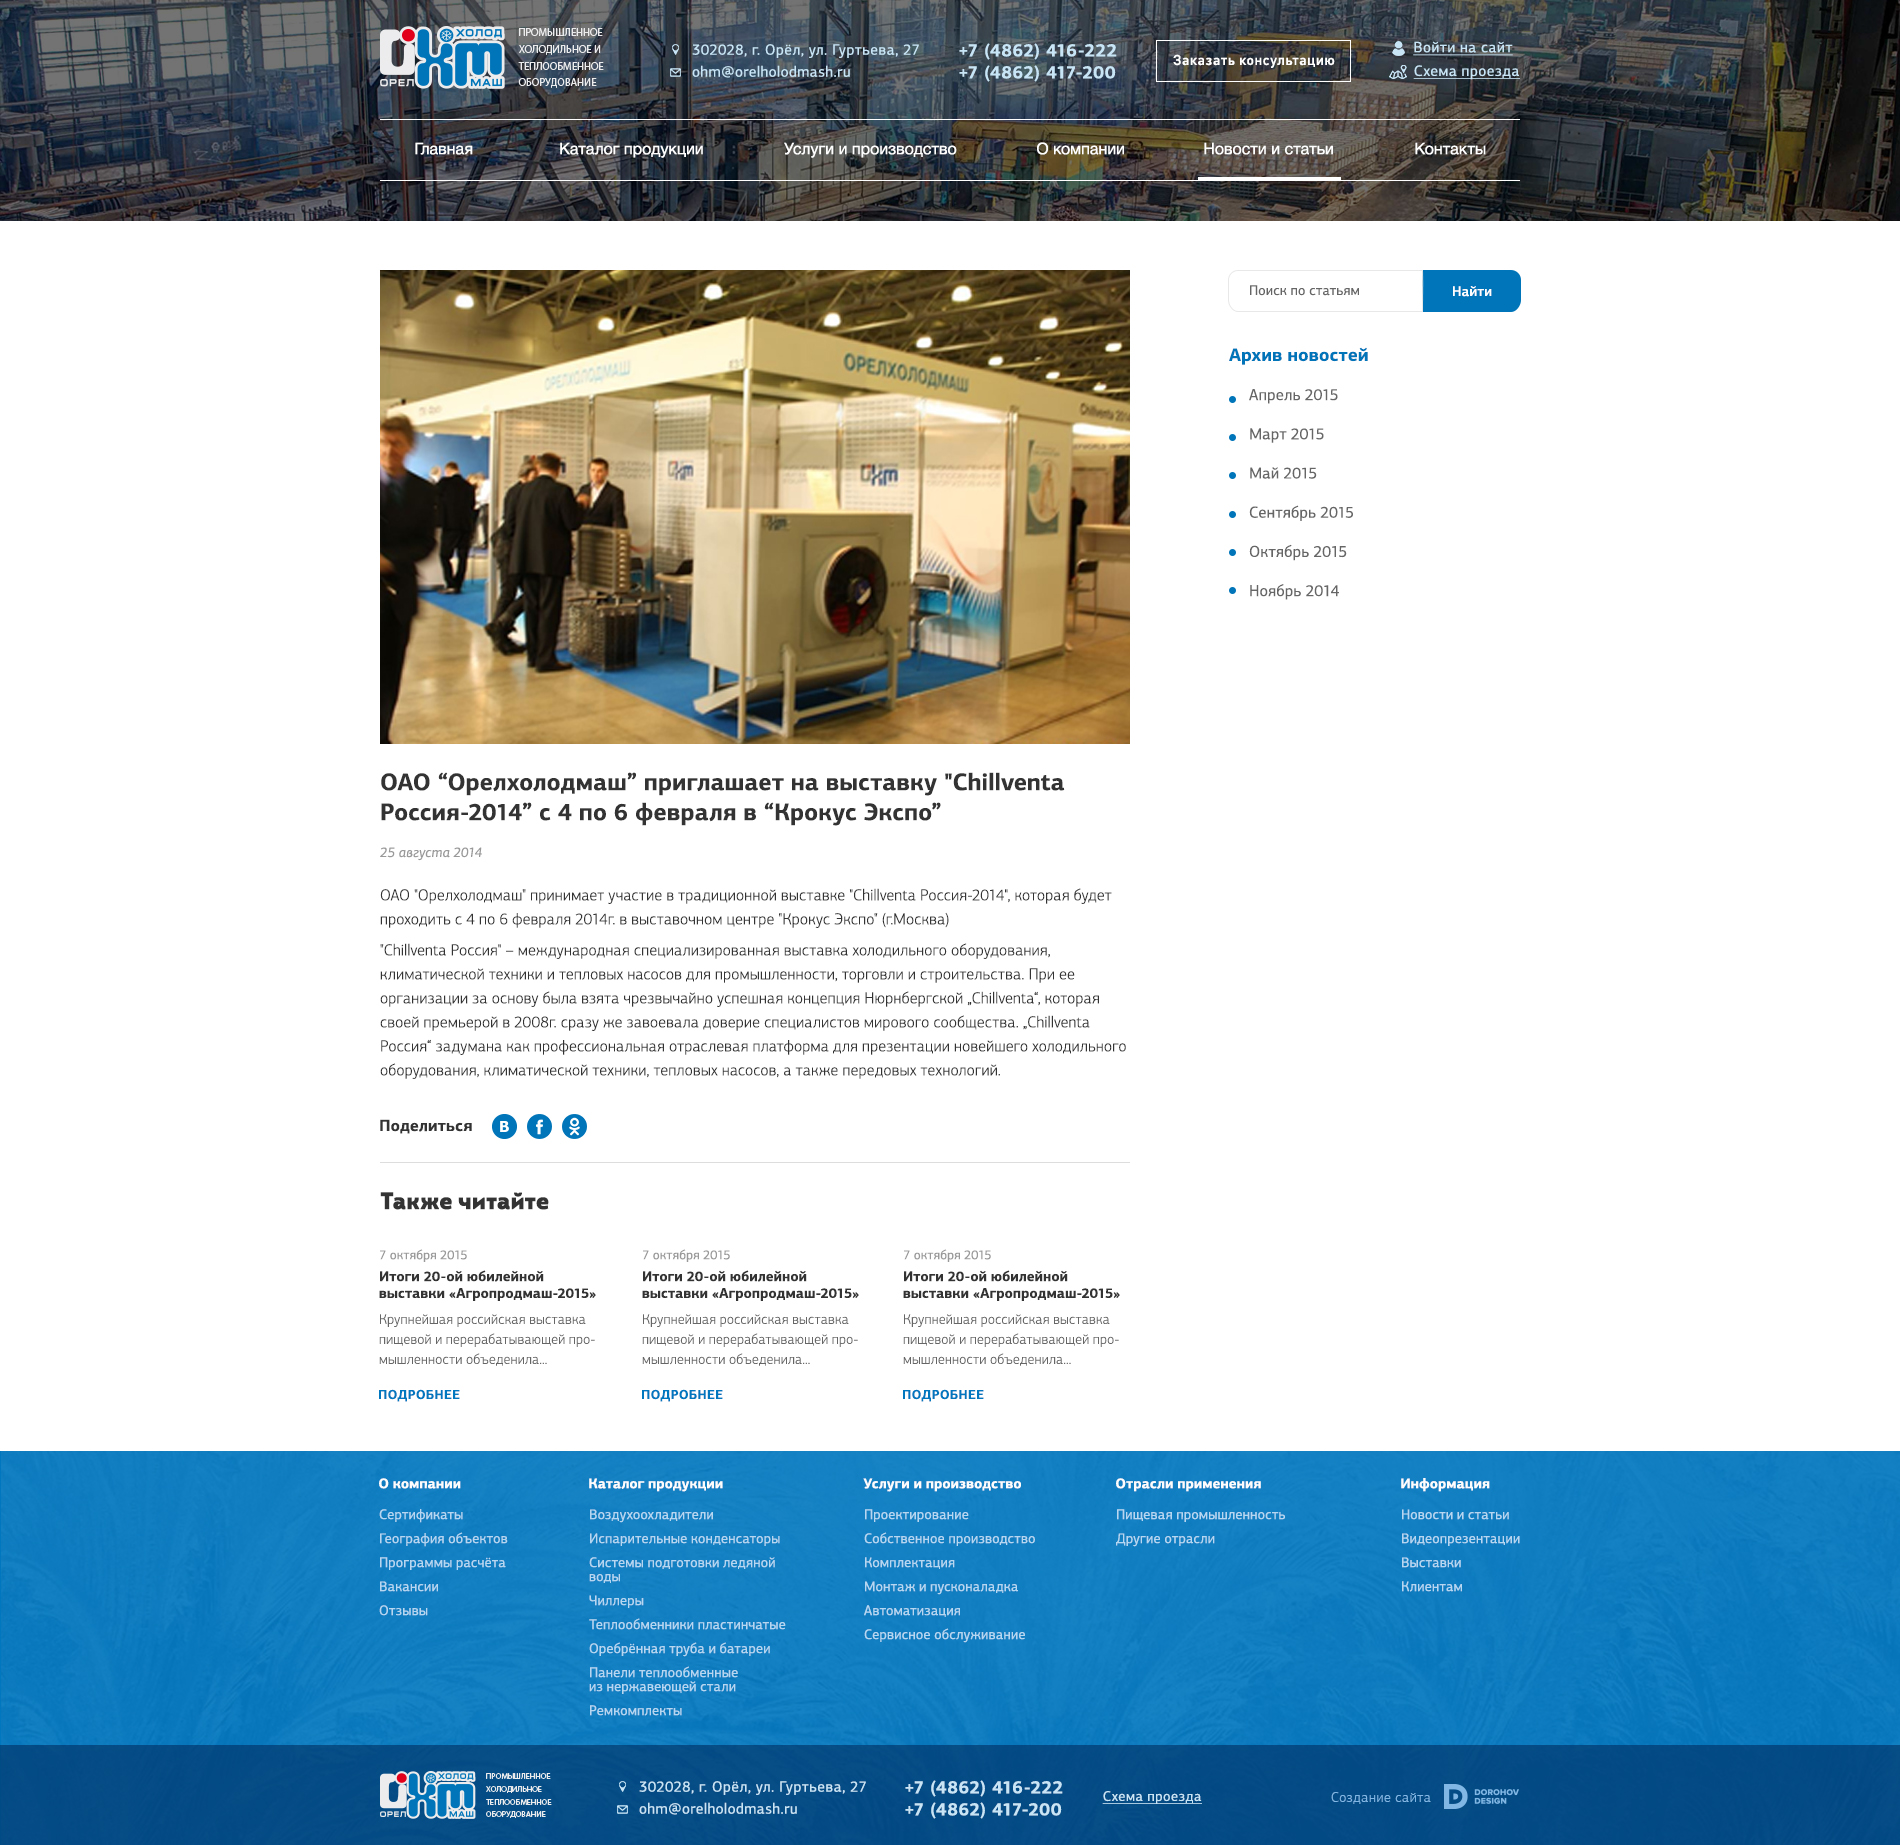 ХОЛОД
ОРЕЛ
МАШ
ПРОМЫШЛЕННОЕ
ХОЛОДИЛЬНОЕ И
ТЕПЛООБМЕННОЕ
ОБОРУДОВАНИЕ
302028, г. Орёл, ул. Гуртьева, 27
ohm@orelholodmash.ru
+7 (4862) 416-222
+7 (4862) 417-200
Заказать консультацию
Войти на сайт
Схема проезда
Главная
Каталог продукции
Услуги и производство
О компании
Новости и статьи
Контакты
ОРЕЛХОЛОДМАШ
ОРЕЛХОЛОДМАШ
Chillventa
Поиск по статьям
Найти
Архив новостей
Апрель 2015
Март 2015
Май 2015
Сентябрь 2015
Октябрь 2015
Ноябрь 2014
ОАО “Орелхолодмаш” приглашает на выставку "Chillventa
Россия-2014” с 4 по 6 февраля в “Крокус Экспо”
25 августа 2014
ОАО "Орелхолодмаш" принимает участие в традиционной выставке "Chillventa Россия-2014", которая будет
проходить с 4 по 6 февраля 2014г. в выставочном центре "Крокус Экспо" (г.Москва)
"Chillventa Россия" – международная специализированная выставка холодильного оборудования,
климатической техники и тепловых насосов для промышленности, торговли и строительства. При ее
организации за основу была взята чрезвычайно успешная концепция Нюрнбергской „Chillventa“, которая
своей премьерой в 2008г. сразу же завоевала доверие специалистов мирового сообщества. „Chillventa
Россия“ задумана как профессиональная отраслевая платформа для презентации новейшего холодильного
оборудования, климатической техники, тепловых насосов, а также передовых технологий.
Поделиться
Также читайте
7 октября 2015
Итоги 20-ой юбилейной
выставки «Агропродмаш-2015»
Крупнейшая российская выставка
пищевой и перерабатывающей про-
мышленности объеденила...
ПОДРОБНЕЕ
7 октября 2015
Итоги 20-ой юбилейной
выставки «Агропродмаш-2015»
Крупнейшая российская выставка
пищевой и перерабатывающей про-
мышленности объеденила...
ПОДРОБНЕЕ
7 октября 2015
Итоги 20-ой юбилейной
выставки «Агропродмаш-2015»
Крупнейшая российская выставка
пищевой и перерабатывающей про-
мышленности объеденила...
ПОДРОБНЕЕ
О компании
Сертификаты
География объектов
Программы расчёта
Вакансии
Отзывы
Каталог продукции
Воздухоохладители
Испарительные конденсаторы
Системы подготовки ледяной
воды
Чиллеры
Теплообменники пластинчатые
Оребрённая труба и батареи
Панели теплообменные
из нержавеющей стали
Ремкомплекты
Услуги и производство
Проектирование
Собственное производство
Комплектация
Монтаж и пусконаладка
Автоматизация
Сервисное обслуживание
Отрасли применения
Пищевая промышленность
Другие отрасли
Информация
Новости и статьи
Видеопрезентации
Выставки
Клиентам
ХОЛОД
ОРЕЛ
МАШ
ПРОМЫШЛЕННОЕ
ХОЛОДИЛЬНОЕ
ТЕПЛООБМЕННОЕ
ОБОРУДОВАНИЕ
302028, г. Орёл, ул. Гуртьева, 27
ohm@orelholodmash.ru
+7 (4862) 416-222
+7 (4862) 417-200
Схема проезда
Создание сайта
DOROHOV
DESIGN